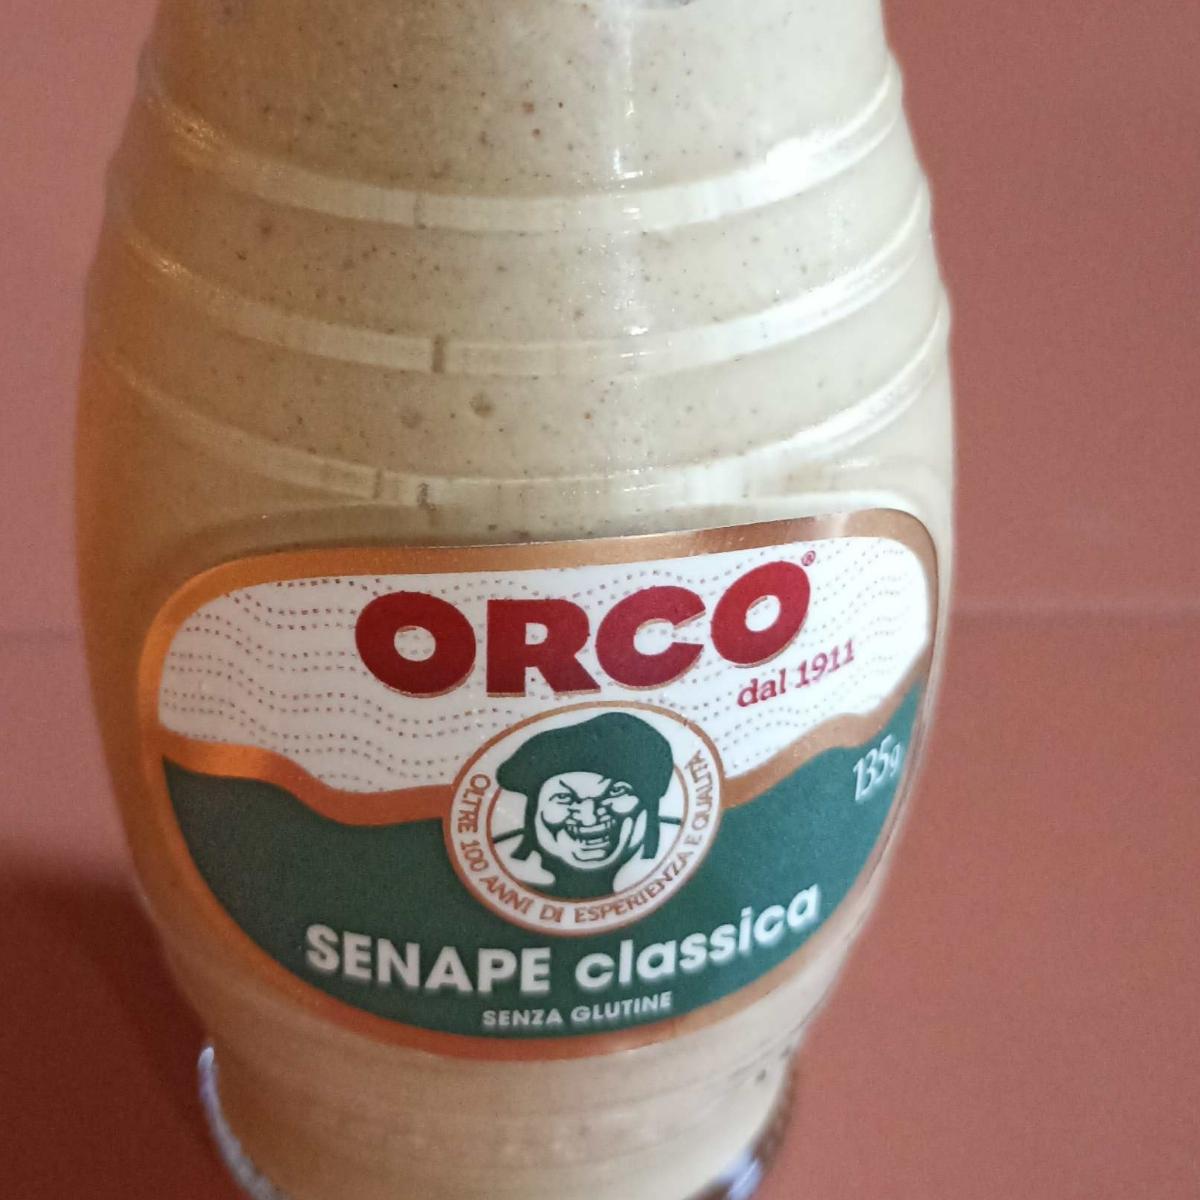 ORCO®
dal 1911
135g
OLTRE 100 ANNI DI ESPERIENZA E QUALITÀ
SENAPE classica
SENZA GLUTINE